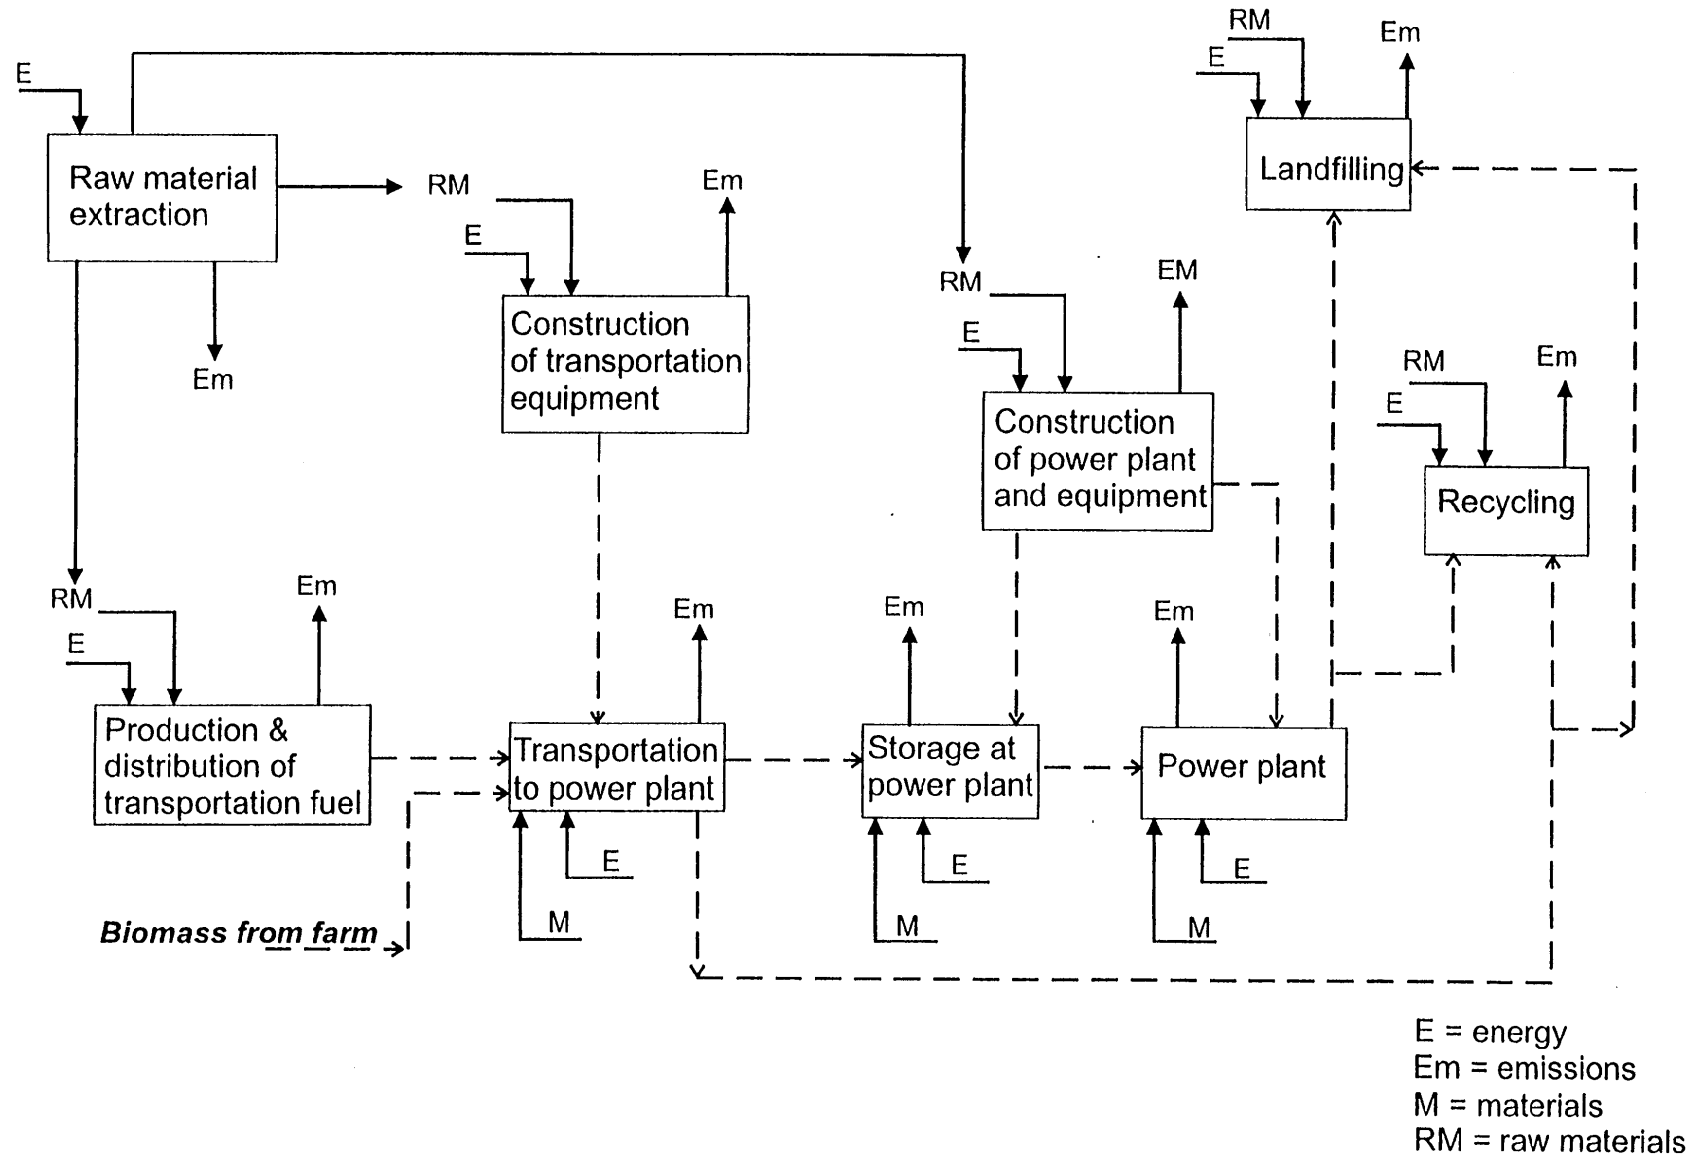 RM
Em
E
E
Landfilling
Raw material
extraction
RM
Em
E
Em
RM
EM
E
Construction
of transportation
equipment
RM
Em
E
Construction
of power plant
and equipment
Recycling
Em
RM
E
Em
Em
Em
Production &
distribution of
transportation fuel
Transportation
to power plant
Storage at
power plant
Power plant
E
M
E
M
E
M
Biomass from farm
E = energy
Em = emissions
M = materials
RM = raw materials
Em